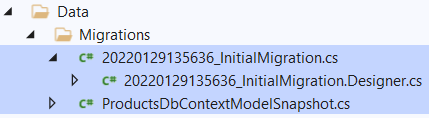 Data
Migrations
C# 20220129135636_InitialMigration.cs
C# 20220129135636_InitialMigration.Designer.cs
C# ProductsDbContextModelSnapshot.cs